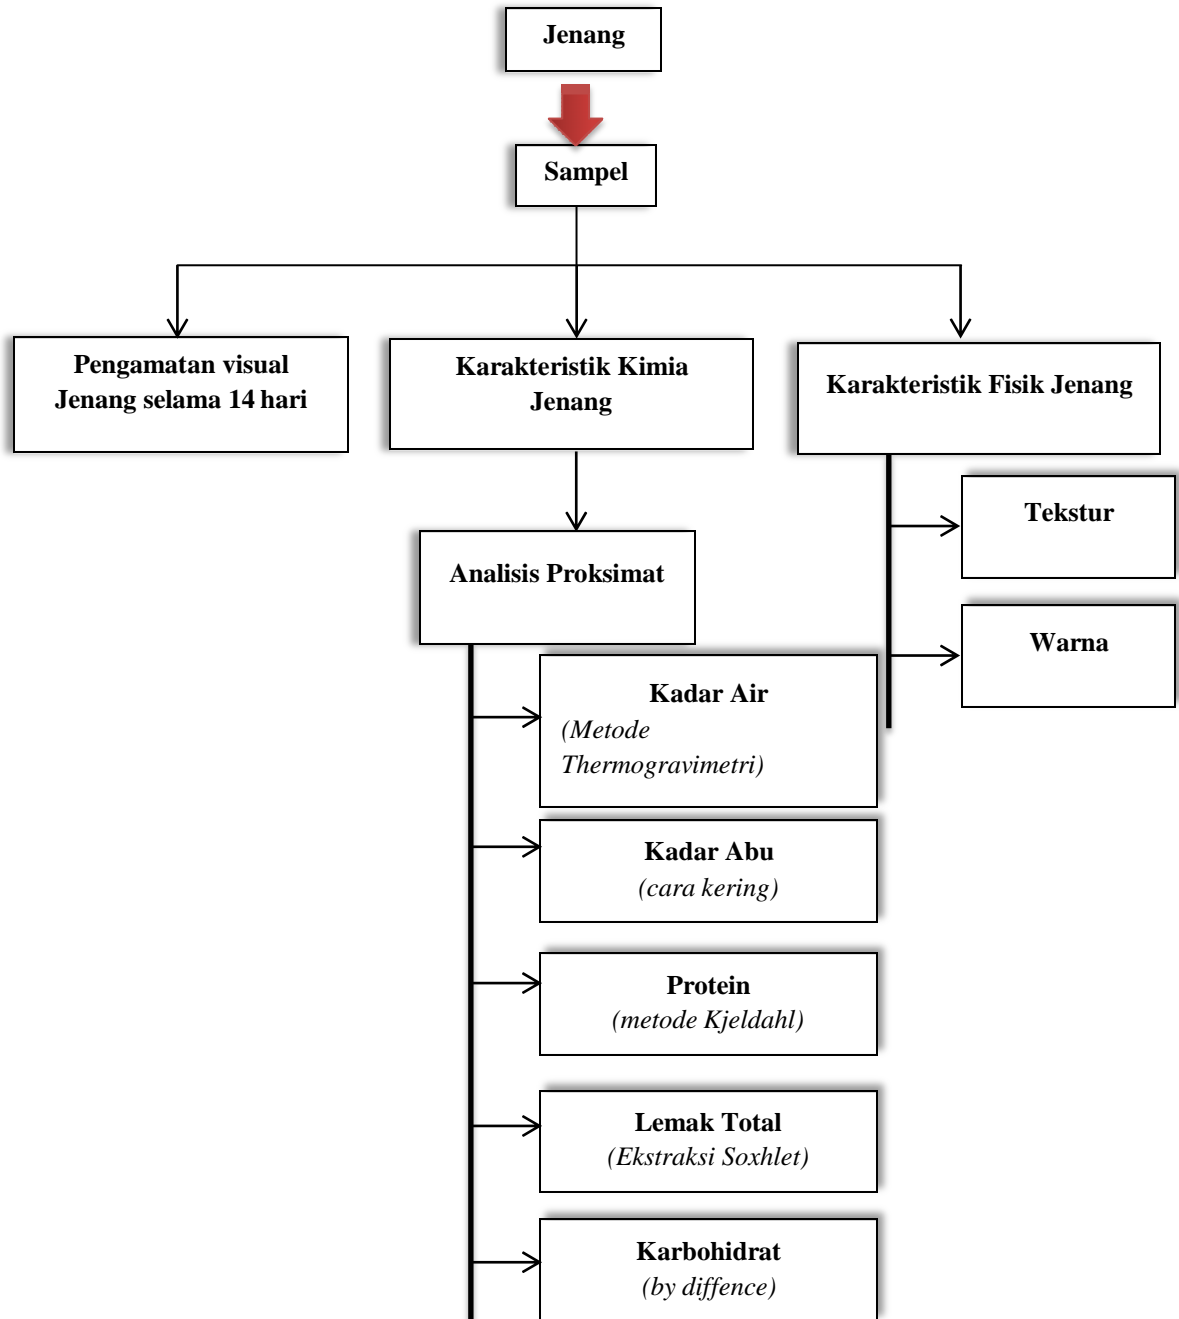 Jenang
Sampel
Pengamatan visual
Jenang selama 14 hari
Karakteristik Kimia
Jenang
Karakteristik Fisik Jenang
Tekstur
Warna
Analisis Proksimat
Kadar Air
(Metode
Thermogravimetri)
Kadar Abu
(cara kering)
Protein
(metode Kjeldahl)
Lemak Total
(Ekstraksi Soxhlet)
Karbohidrat
(by diffence)